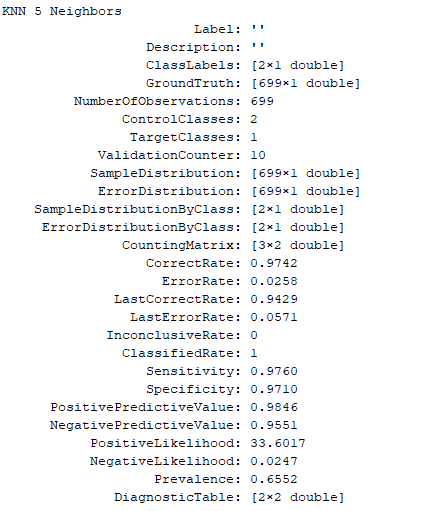 KNN 5 Neighbors
Label: ''
Description: ''
ClassLabels: [2×1 double]
GroundTruth: [699×1 double]
NumberOfObservations: 699
ControlClasses: 2
TargetClasses: 1
ValidationCounter: 10
SampleDistribution: [699×1 double]
ErrorDistribution: [699×1 double]
SampleDistributionByClass: [2×1 double]
ErrorDistributionByClass: [2×1 double]
CountingMatrix: [3×2 double]
CorrectRate: 0.9742
ErrorRate: 0.0258
LastCorrectRate: 0.9429
LastErrorRate: 0.0571
InconclusiveRate: 0
ClassifiedRate: 1
Sensitivity: 0.9760
Specificity: 0.9710
PositivePredictiveValue: 0.9846
NegativePredictiveValue: 0.9551
PositiveLikelihood: 33.6017
NegativeLikelihood: 0.0247
Prevalence: 0.6552
DiagnosticTable: [2×2 double]